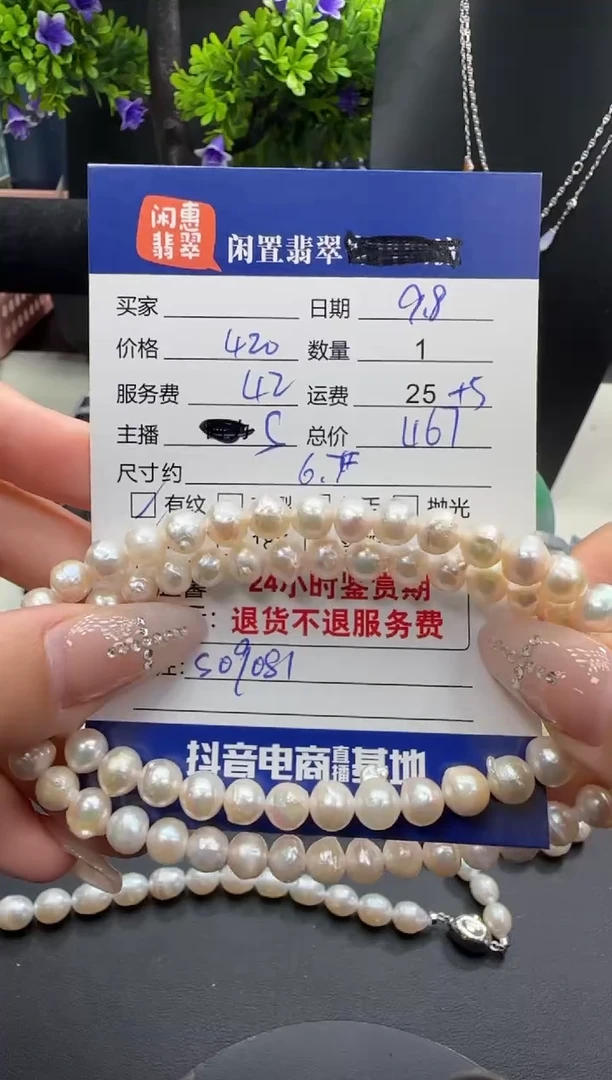 闲惠
翡翠
闲置翡翠
买家 日期 9.8
价格 420 数量 1
服务费 42 运费 25 +5
主播 S 总价 467
尺寸约 6.7
有纹 抛光
24小时鉴赏期
: 退货不退服务费
: S09081
抖音电商直播基地